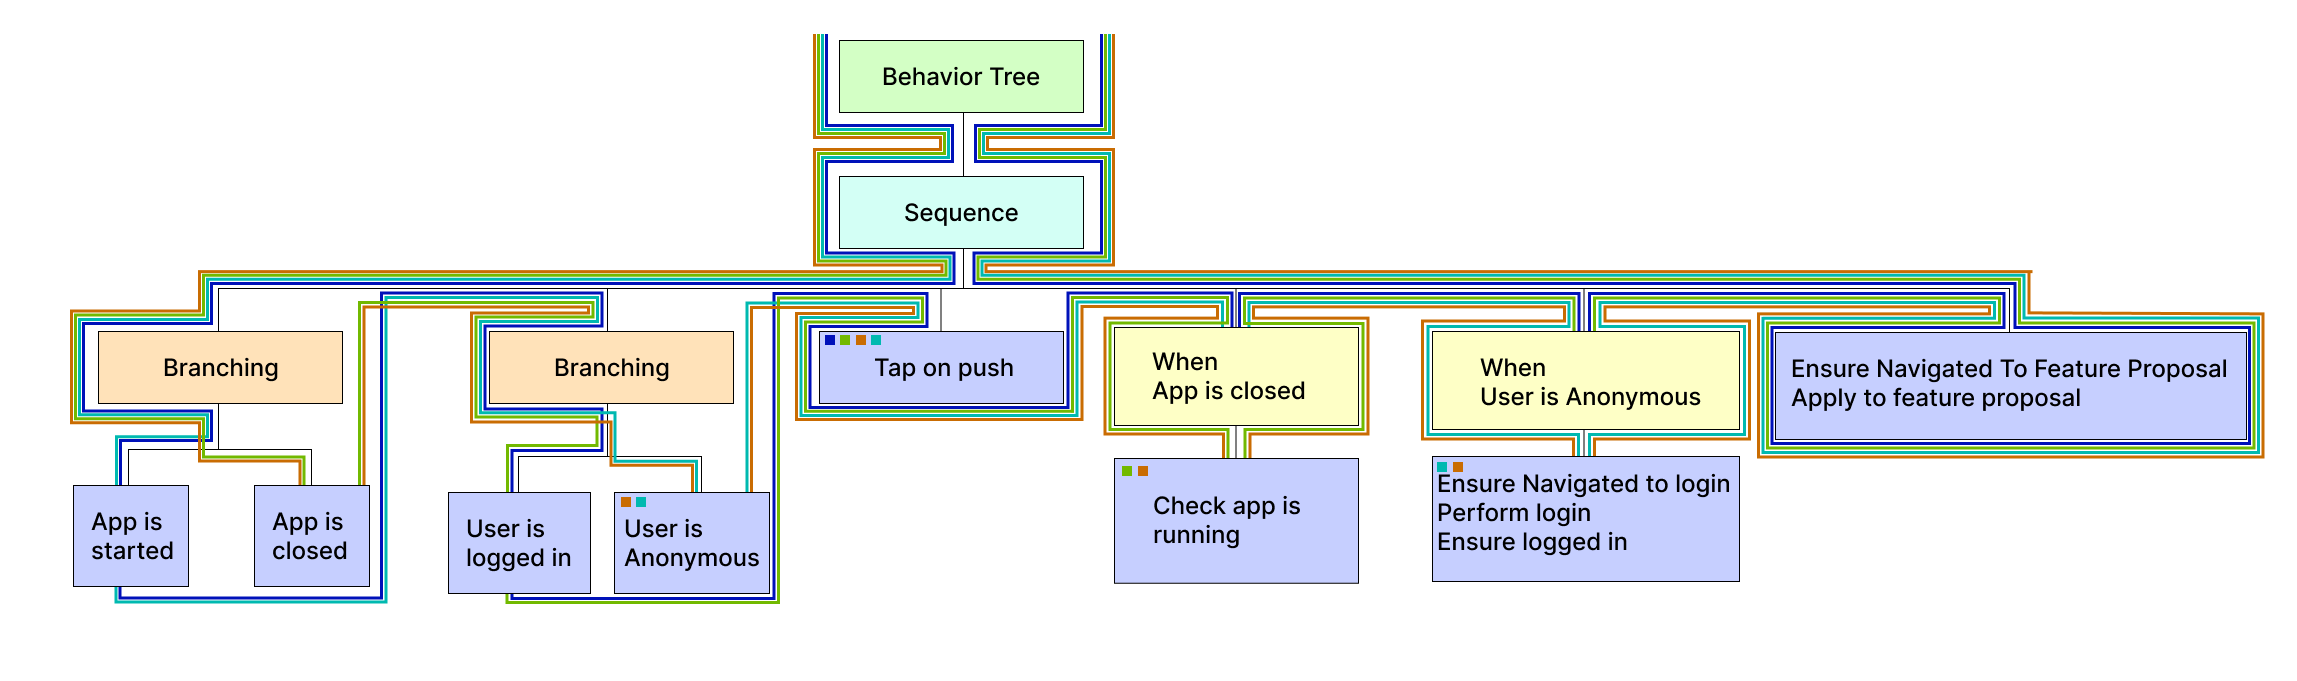 Behavior Tree
Sequence
Branching
Branching
Tap on push
When
App is closed
When
User is Anonymous
Ensure Navigated To Feature Proposal
Apply to feature proposal
App is
started
App is
closed
User is
logged in
User is
Anonymous
Check app is
running
Ensure Navigated to login
Perform login
Ensure logged in